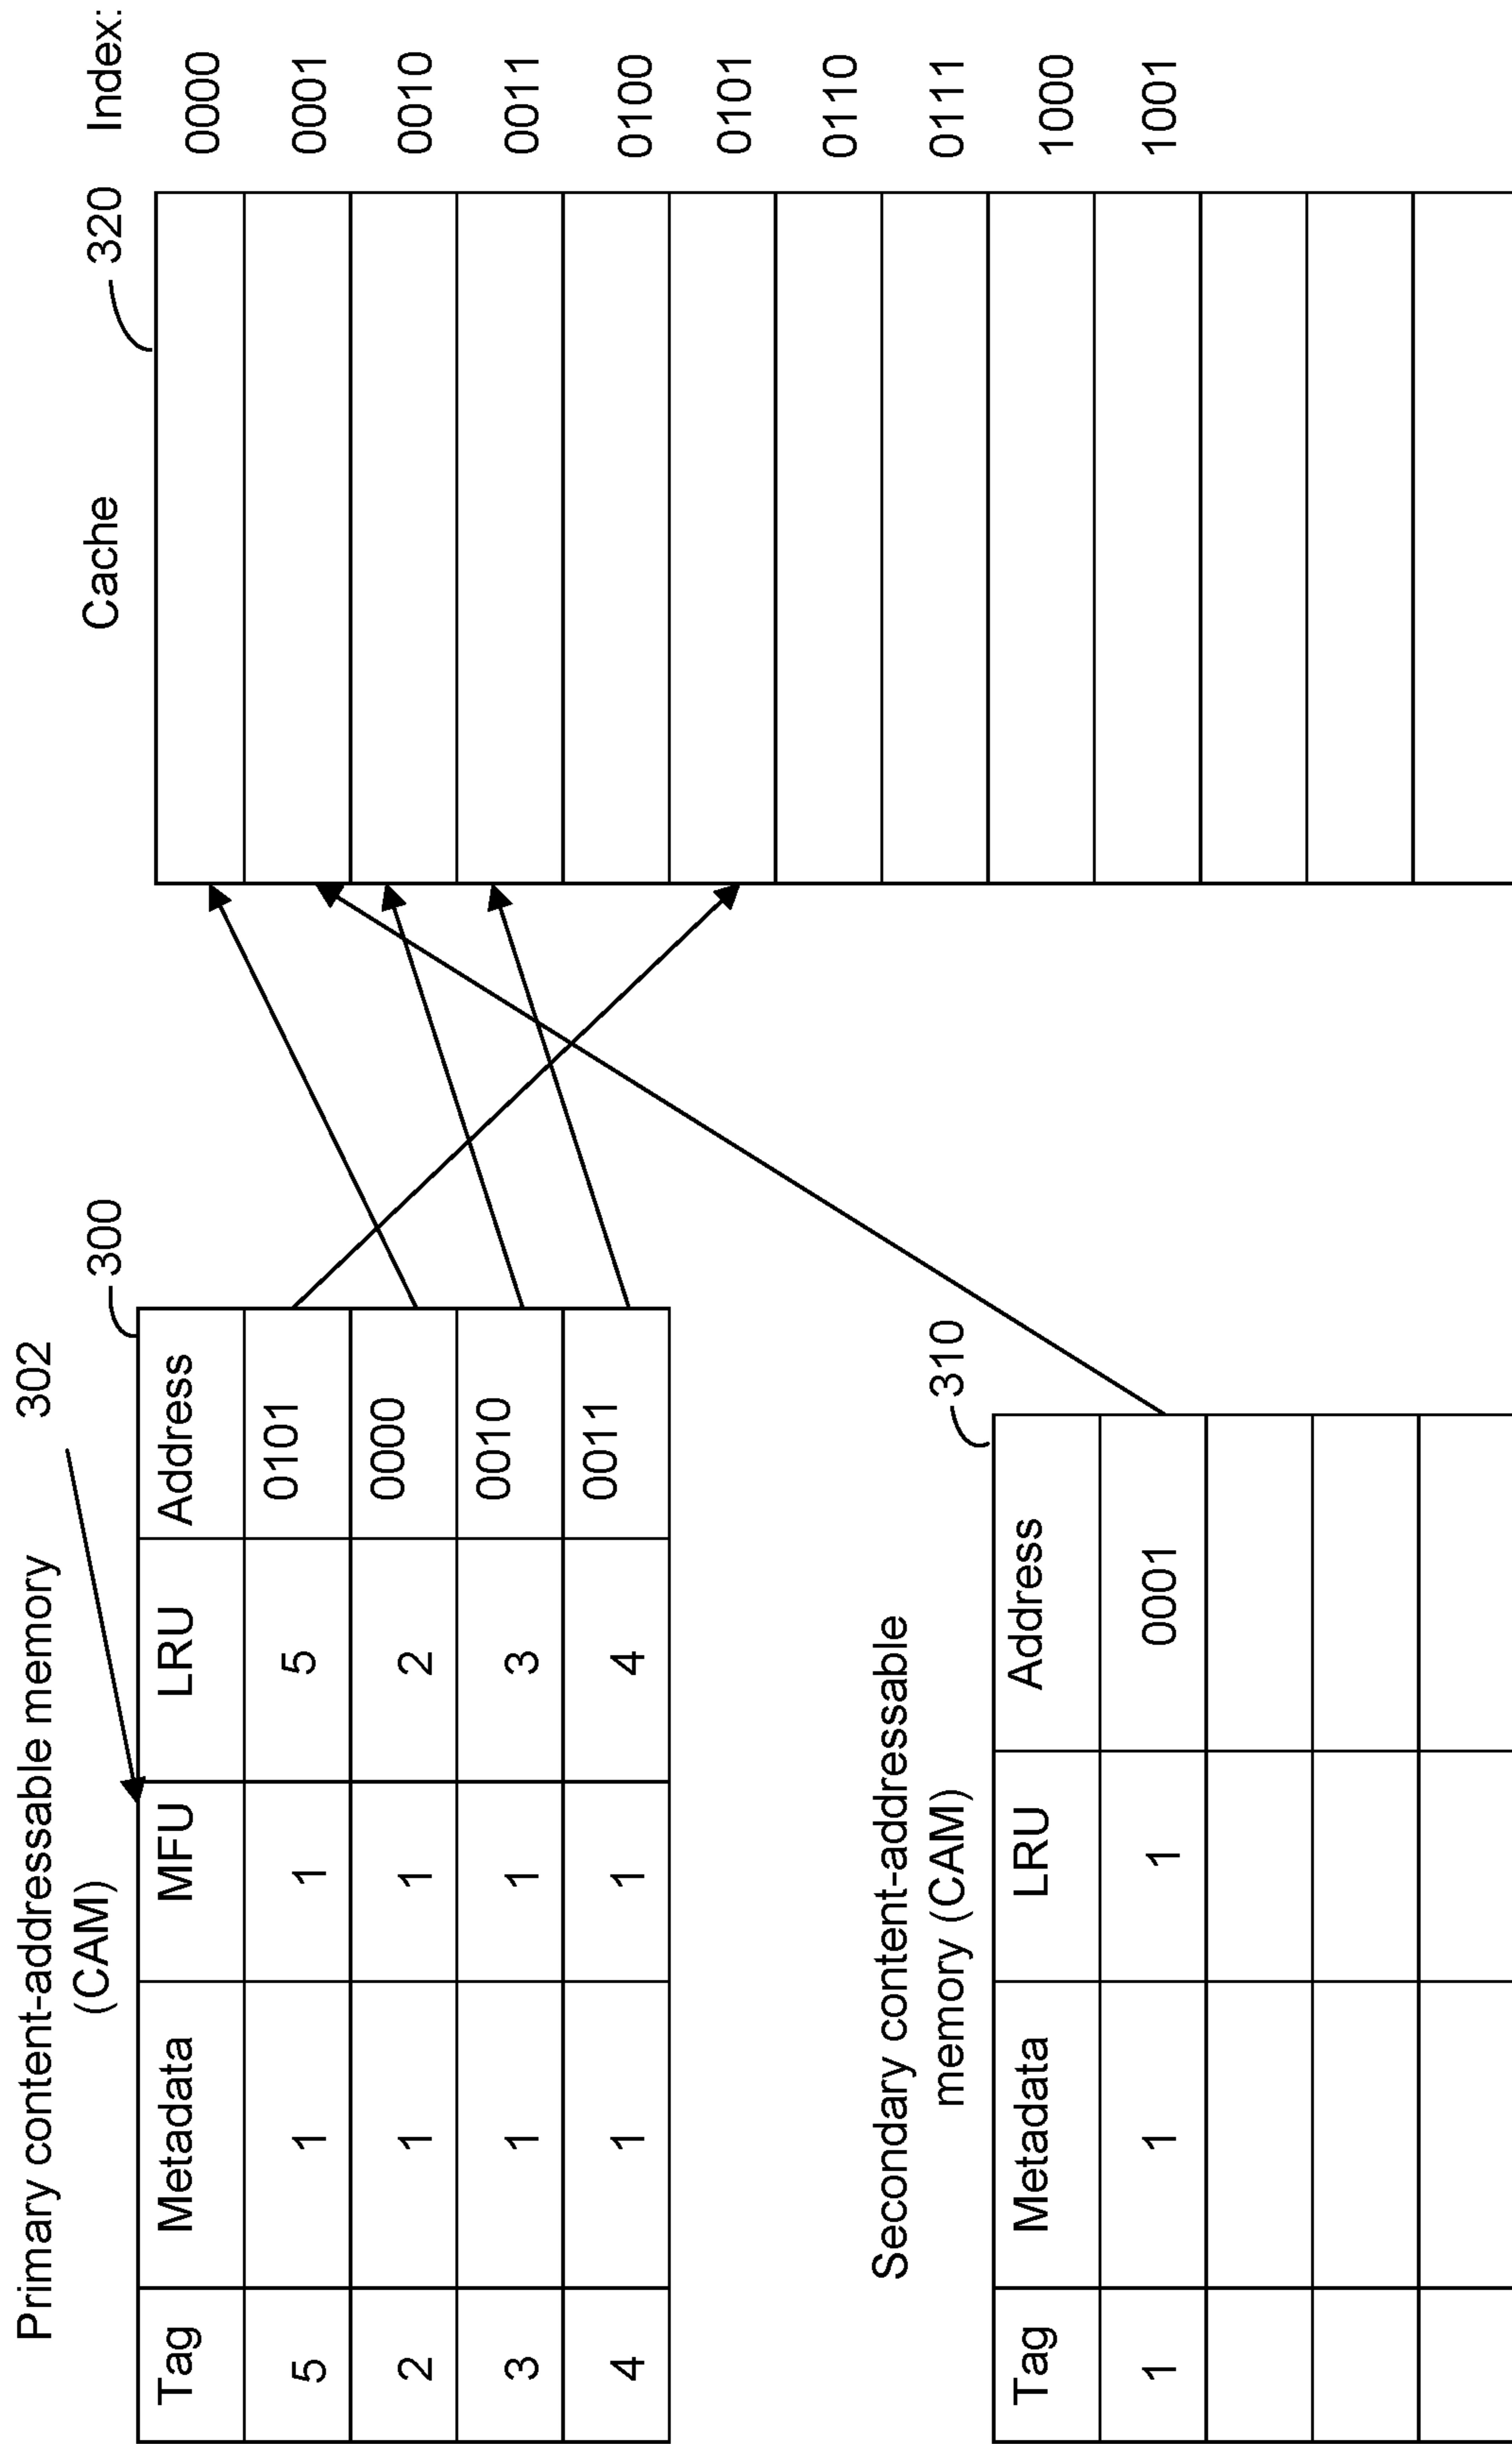 Primary content-addressable memory
(CAM)
302
300
Tag Metadata MFU LRU Address
5 1 1 5 0101
2 1 1 2 0000
3 1 1 3 0010
4 1 1 4 0011
Secondary content-addressable
memory (CAM)
310
Tag Metadata LRU Address
1 1 1 0001
Cache
320
Index:
0000
0001
0010
0011
0100
0101
0110
0111
1000
1001